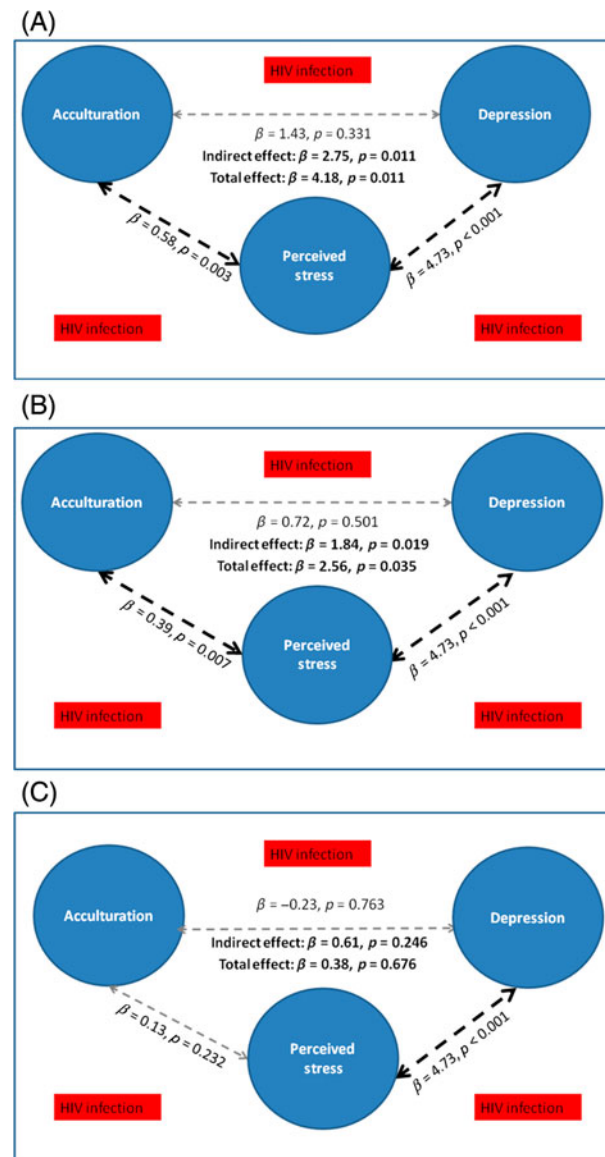 (A)
HIV infection
Acculturation
Depression
β = 1.43, p = 0.331
Indirect effect: β = 2.75, p = 0.011
Total effect: β = 4.18, p = 0.011
β = 0.58, p = 0.003
Perceived
stress
β = 4.73, p < 0.001
HIV infection
HIV infection
(B)
HIV infection
Acculturation
Depression
β = 0.72, p = 0.501
Indirect effect: β = 1.84, p = 0.019
Total effect: β = 2.56, p = 0.035
β = 0.39, p = 0.007
Perceived
stress
β = 4.73, p < 0.001
HIV infection
HIV infection
(C)
HIV infection
β = −0.23, p = 0.763
Acculturation
Depression
Indirect effect: β = 0.61, p = 0.246
Total effect: β = 0.38, p = 0.676
β = 0.13, p = 0.232
Perceived
stress
β = 4.73, p < 0.001
HIV infection
HIV infection